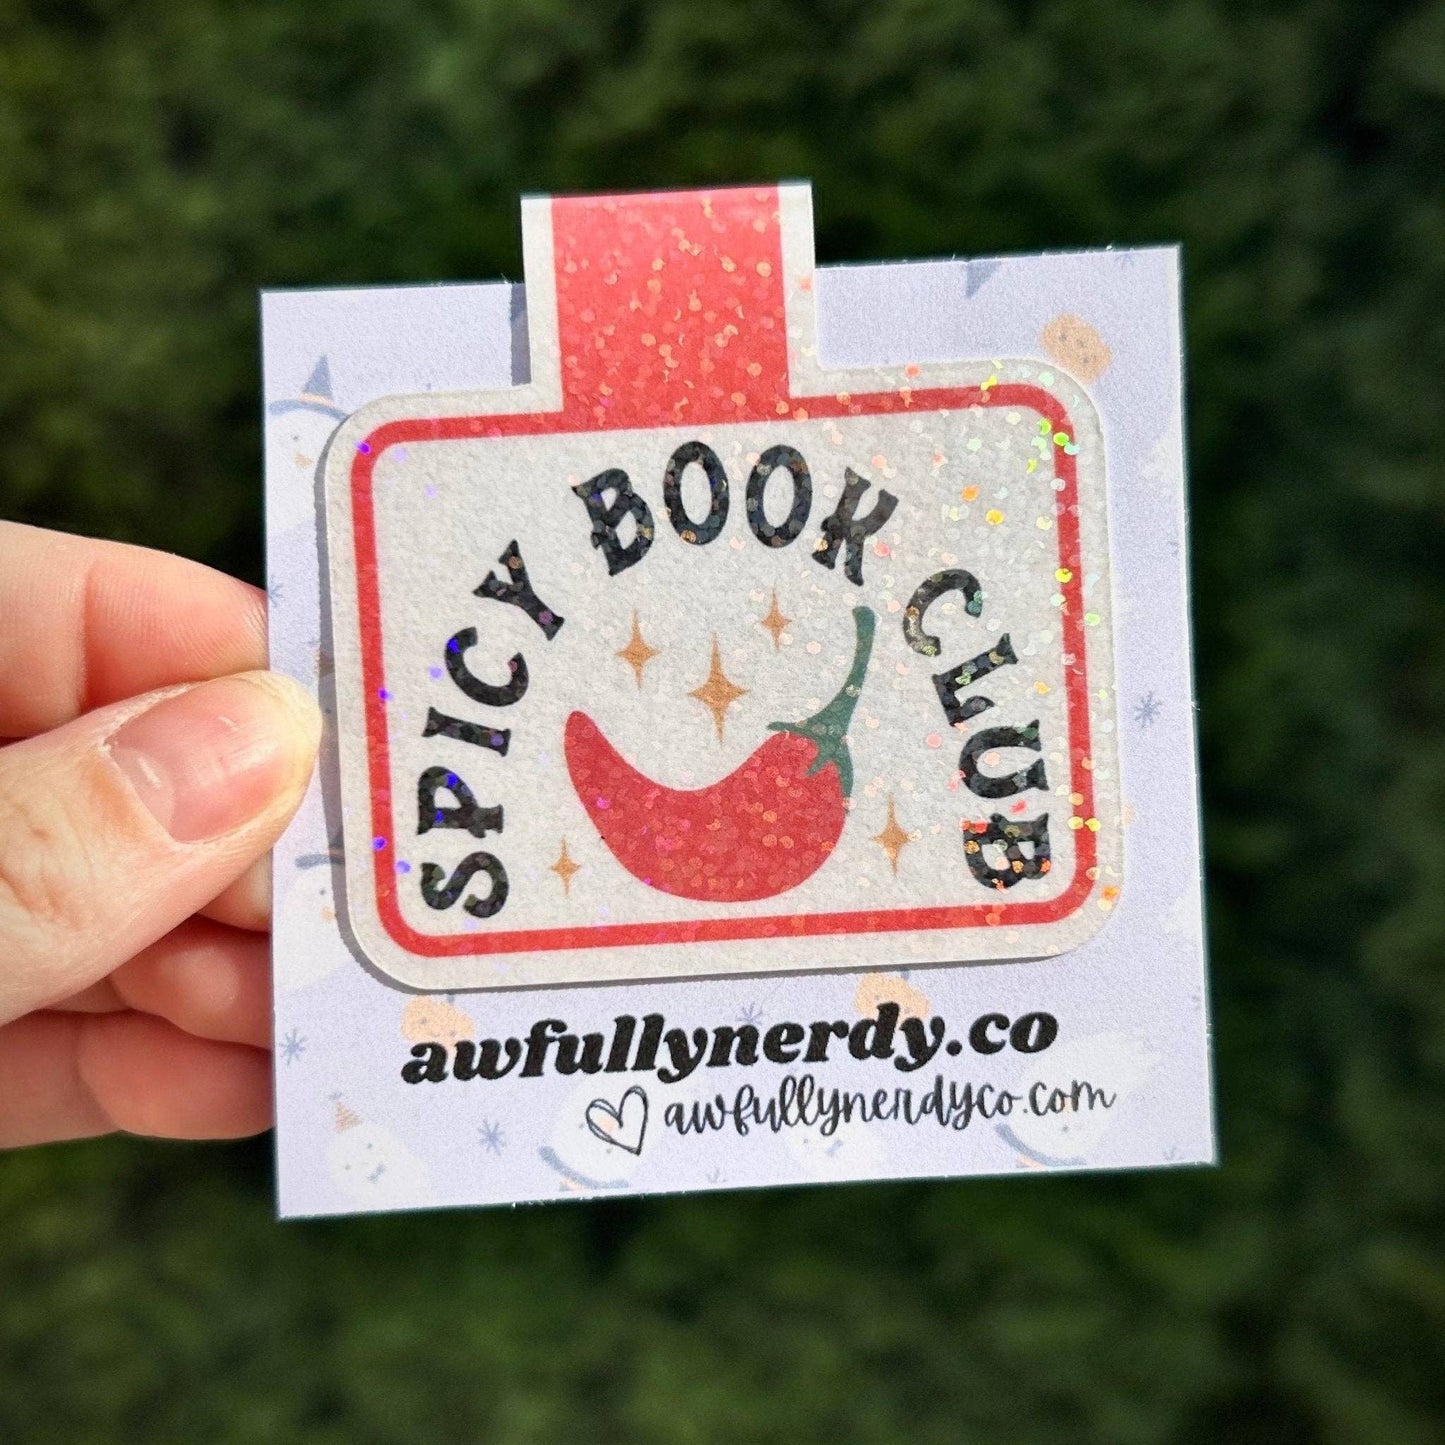 SPICY BOOK CLUB
awfullynerdy.co
awfullynerdyco.com